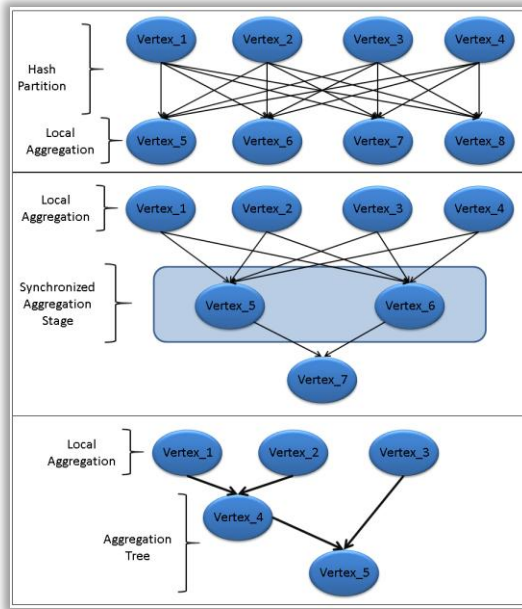 Vertex_1 Vertex_2 Vertex_3 Vertex_4
Hash
Partition
Local
Aggregation
Vertex_5 Vertex_6 Vertex_7 Vertex_8
Local
Aggregation
Vertex_1 Vertex_2 Vertex_3 Vertex_4
Synchronized
Aggregation
Stage
Vertex_5 Vertex_6
Vertex_7
Local
Aggregation
Vertex_1 Vertex_2 Vertex_3
Vertex_4
Aggregation
Tree
Vertex_5